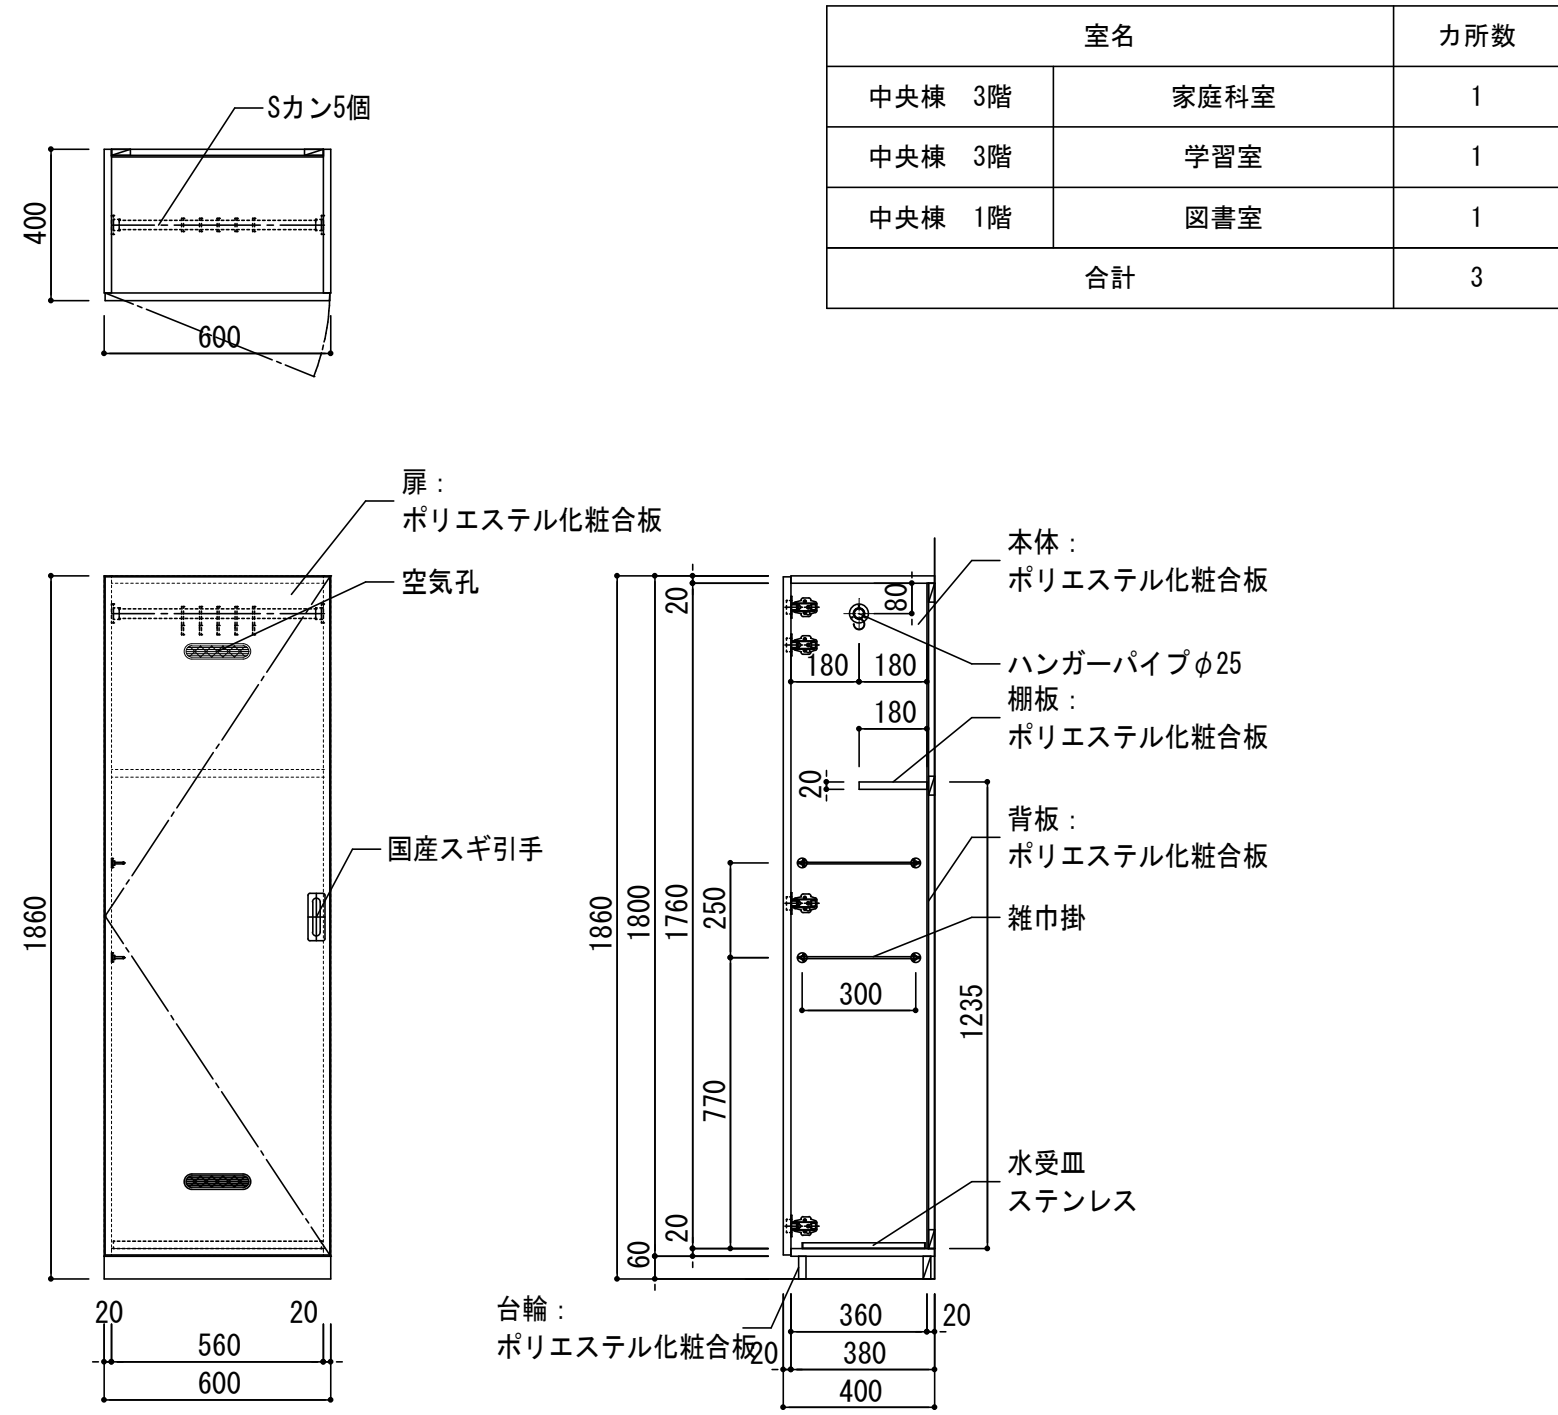 室名 カ所数
中央棟 3階 家庭科室 1
中央棟 3階 学習室 1
中央棟 1階 図書室 1
合計 3
Sカン5個
400
600
扉：
ポリエステル化粧合板
空気孔
国産スギ引手
1860
20 20
560
600
本体：
ポリエステル化粧合板
ハンガーパイプφ25
棚板：
ポリエステル化粧合板
背板：
ポリエステル化粧合板
雑巾掛
水受皿
ステンレス
台輪：
ポリエステル化粧合板
20
80
180 180
180
20
1860
1800
1760
250
300
1235
770
20
60
360 20
20 380
400